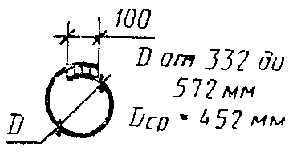 100
D от 332 до
572 мм
Dср = 452 мм
D